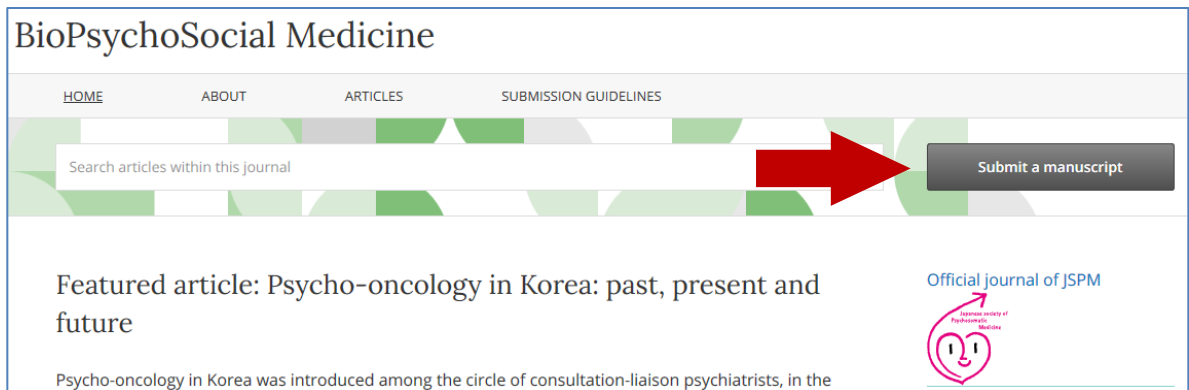 BioPsychoSocial Medicine
HOME ABOUT ARTICLES SUBMISSION GUIDELINES
Search articles within this journal
Submit a manuscript
Featured article: Psycho-oncology in Korea: past, present and
future
Psycho-oncology in Korea was introduced among the circle of consultation-liaison psychiatrists, in the
Official journal of JSPM
Japanese society of
Psychosomatic
Medicine